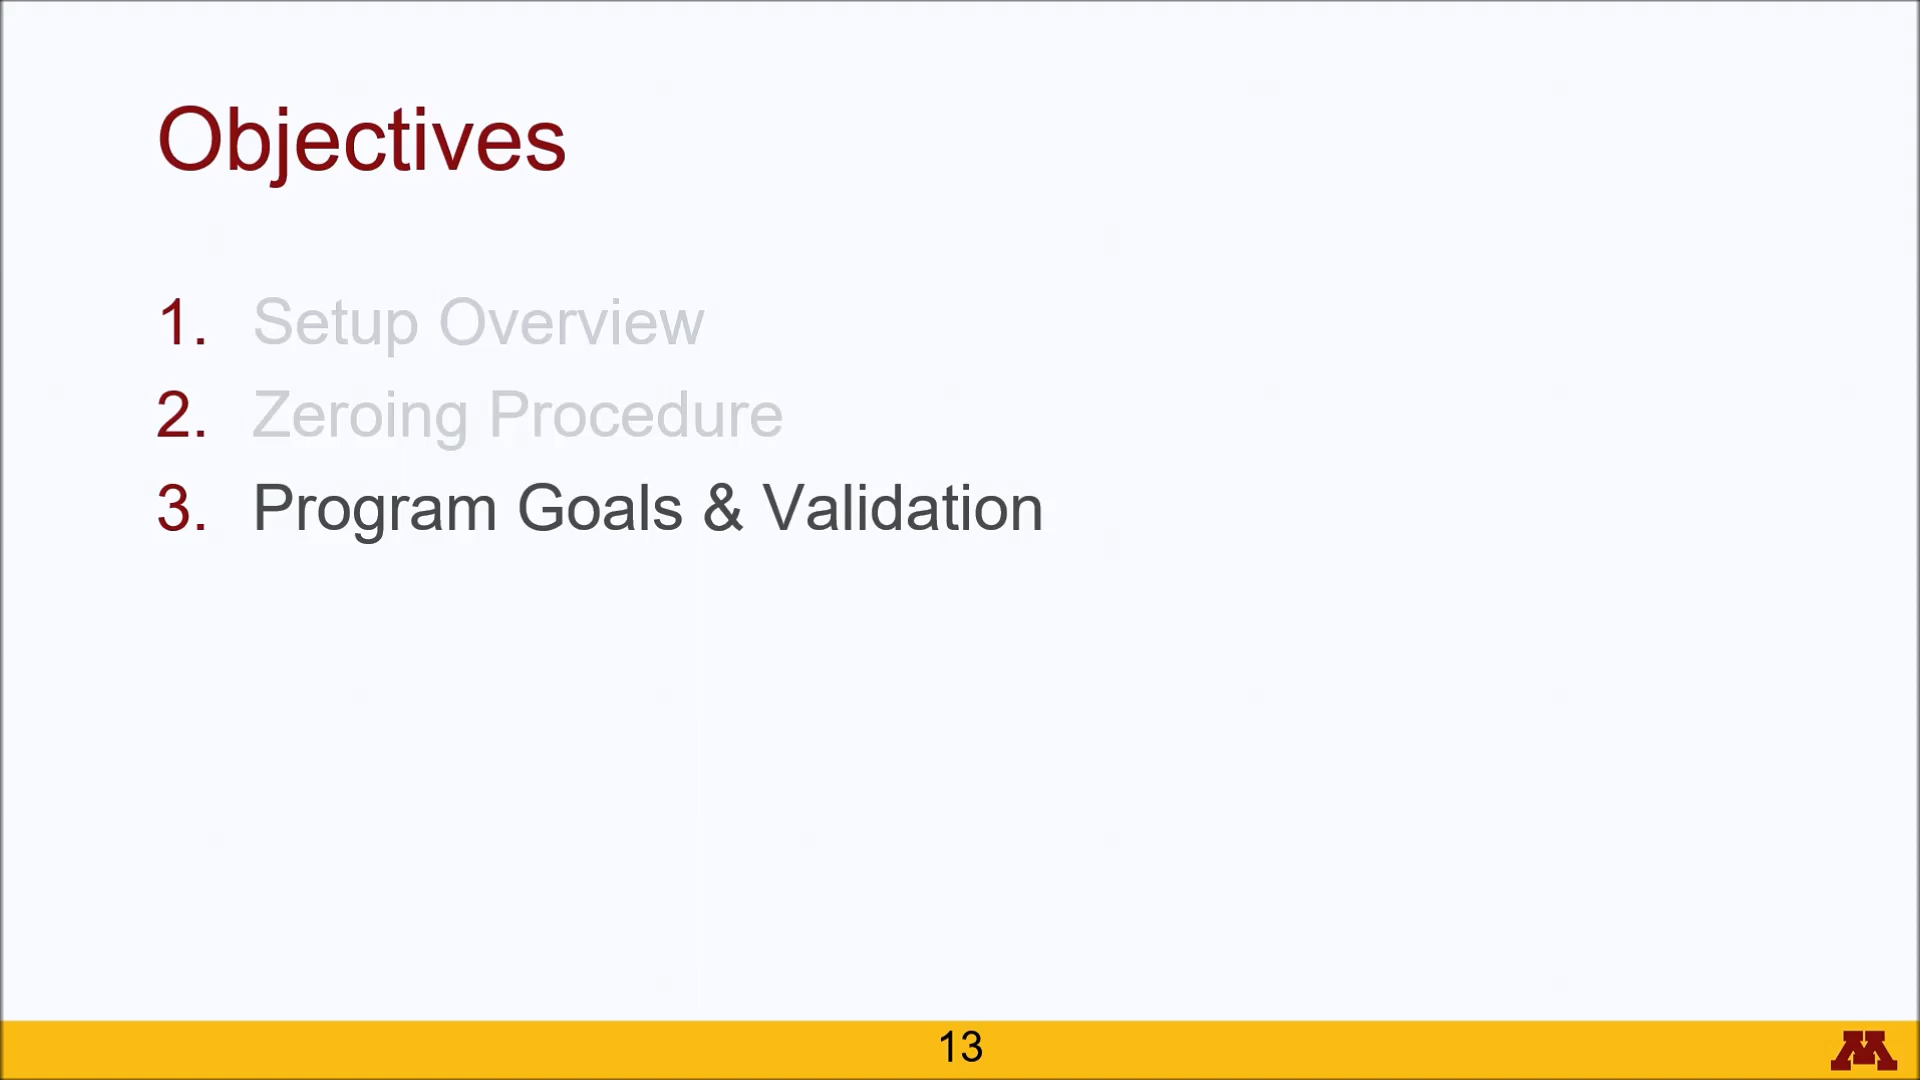 Objectives
1. Setup Overview
2. Zeroing Procedure
3. Program Goals & Validation
13
M